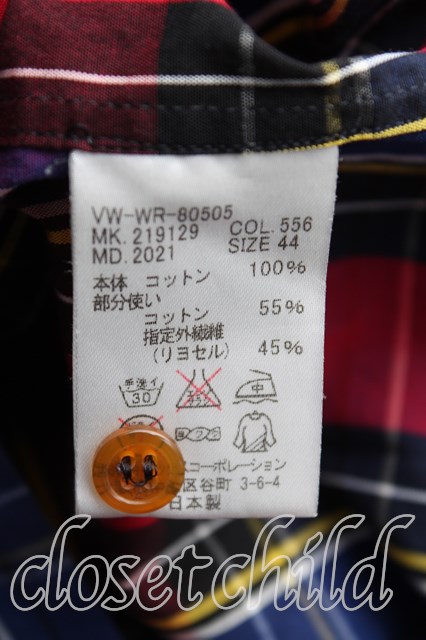 VW-WR-80505
MK. 219129 COL. 556
MD. 2021 SIZE 44
本体 コットン 100%
部分使い
コットン 55%
指定外繊維
(リヨセル) 45%
手洗イ
30
中
スコーポレーション
区谷町 3-6-4
日本製
closetchild